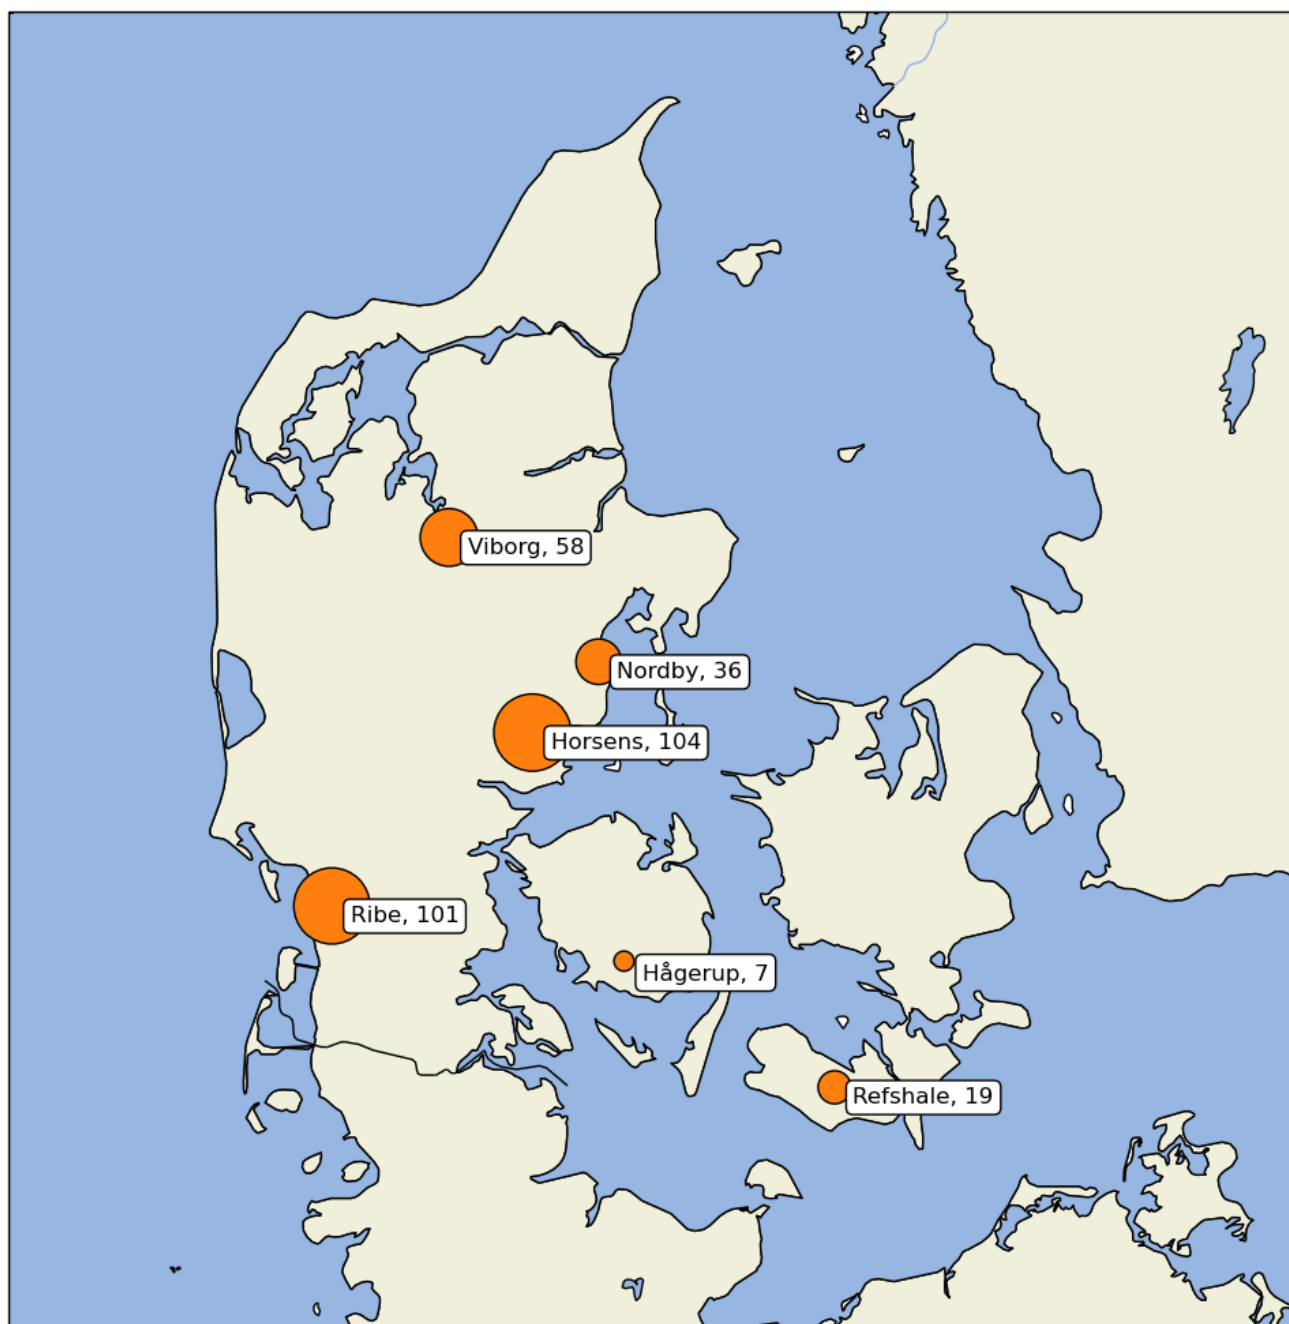 Viborg, 58
Nordby, 36
Horsens, 104
Ribe, 101
Hågerup, 7
Refshale, 19